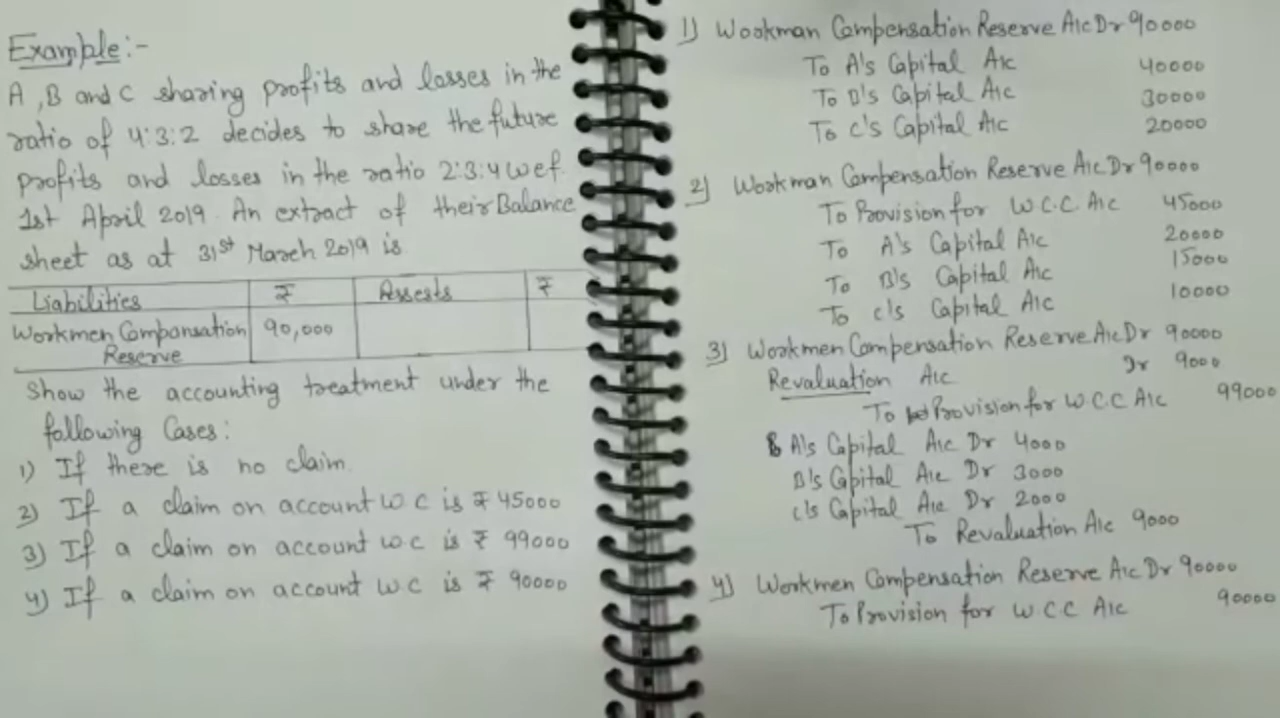 Example:-
A, B and C sharing profits and losses in the
ratio of 4:3:2 decides to share the future
profits and losses in the ratio 2:3:4 wef.
1st April 2019. An extract of their Balance
sheet as at 31st March 2019 is
Liabilities ₹ Assests ₹
Workmen Compansation 90,000
Reserve
Show the accounting treatment under the
following Cases:
1) If there is no claim.
2) If a claim on account w c is ₹ 45000
3) If a claim on account w c is ₹ 99000
4) If a claim on account w c is ₹ 90000
1) Workman Compensation Reserve A/c Dr 90000
To A's Capital A/c 40000
To B's Capital A/c 30000
To C's Capital A/c 20000
2) Workman Compensation Reserve A/c Dr 90000
To Provision for W.C.C A/c 45000
To A's Capital A/c 20000
To B's Capital A/c 15000
To C's Capital A/c 10000
3) Workmen Compensation Reserve A/c Dr 90000
Revaluation A/c Dr 9000
To Provision for W C C A/c 99000
A's Capital A/c Dr 4000
B's Capital A/c Dr 3000
C's Capital A/c Dr 2000
To Revaluation A/c 9000
4) Workmen Compensation Reserve A/c Dr 90000
To Provision for W C C A/c 90000